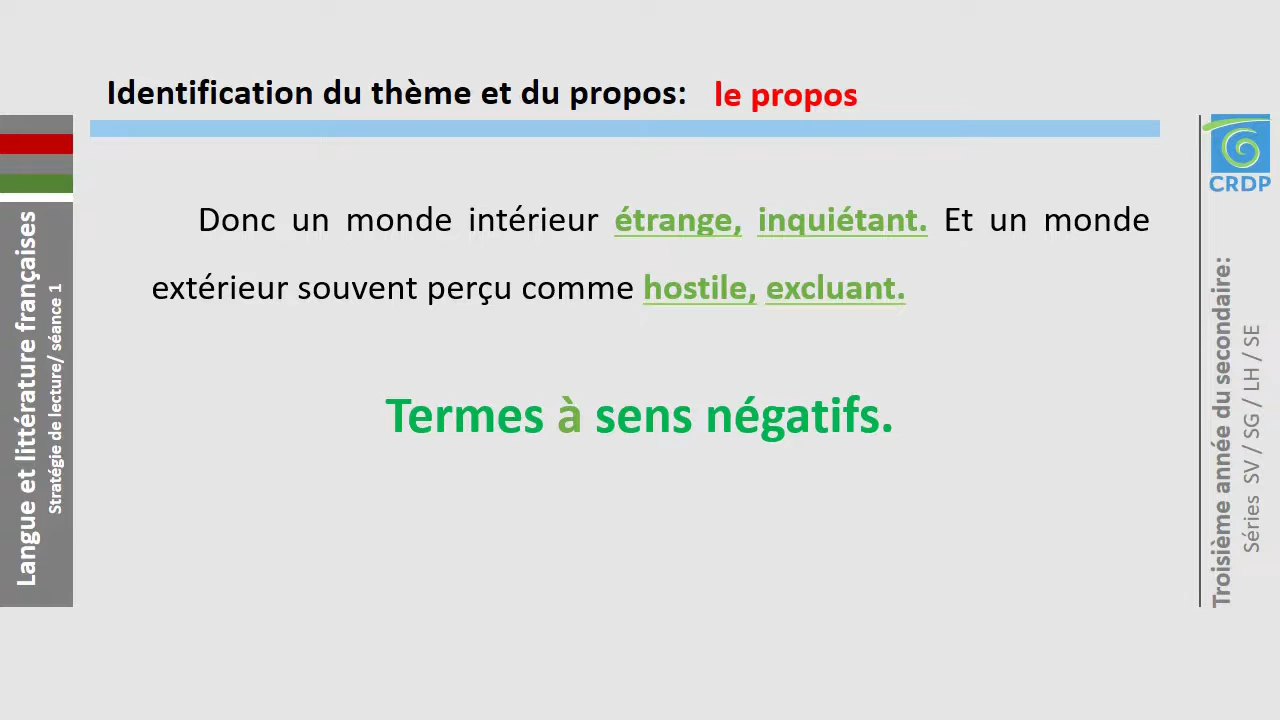 Identification du thème et du propos: le propos
Donc un monde intérieur étrange, inquiétant. Et un monde
extérieur souvent perçu comme hostile, excluant.
Termes à sens négatifs.
Langue et littérature françaises
Stratégie de lecture/ séance 1
CRDP
Troisième année du secondaire:
Séries SV / SG / LH / SE